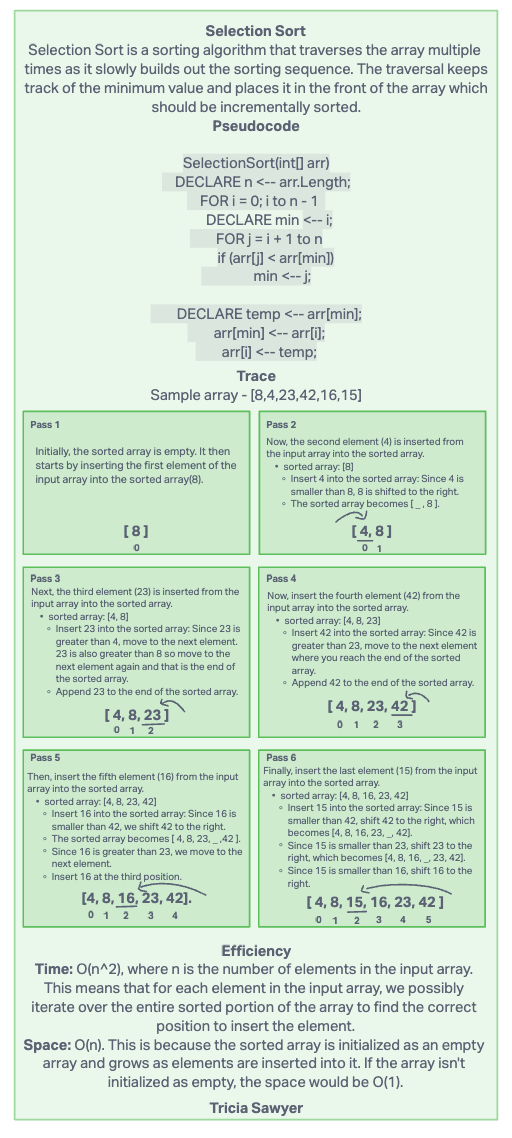 Selection Sort
Selection Sort is a sorting algorithm that traverses the array multiple
times as it slowly builds out the sorting sequence. The traversal keeps
track of the minimum value and places it in the front of the array which
should be incrementally sorted.
Pseudocode
SelectionSort(int[] arr)
DECLARE n <-- arr.Length;
FOR i = 0; i to n - 1
DECLARE min <-- i;
FOR j = i + 1 to n
if (arr[j] < arr[min])
min <-- j;
DECLARE temp <-- arr[min];
arr[min] <-- arr[i];
arr[i] <-- temp;
Trace
Sample array - [8,4,23,42,16,15]
Pass 1
Initially, the sorted array is empty. It then
starts by inserting the first element of the
input array into the sorted array(8).
[ 8 ]
0
Pass 2
Now, the second element (4) is inserted from
the input array into the sorted array.
• sorted array: [8]
◦ Insert 4 into the sorted array: Since 4 is
smaller than 8, 8 is shifted to the right.
◦ The sorted array becomes [ _ , 8 ].
[ 4, 8 ]
0 1
Pass 3
Next, the third element (23) is inserted from the
input array into the sorted array.
• sorted array: [4, 8]
◦ Insert 23 into the sorted array: Since 23 is
greater than 4, move to the next element.
23 is also greater than 8 so move to the
next element again and that is the end of
the sorted array.
◦ Append 23 to the end of the sorted array.
[ 4, 8, 23 ]
0 1 2
Pass 4
Now, insert the fourth element (42) from the
input array into the sorted array.
• sorted array: [4, 8, 23]
◦ Insert 42 into the sorted array: Since 42 is
greater than 23, move to the next element
where you reach the end of the sorted
array.
◦ Append 42 to the end of the sorted array.
[ 4, 8, 23, 42 ]
0 1 2 3
Pass 5
Then, insert the fifth element (16) from the input
array into the sorted array.
• sorted array: [4, 8, 23, 42]
◦ Insert 16 into the sorted array: Since 16 is
smaller than 42, we shift 42 to the right.
◦ The sorted array becomes [ 4, 8, 23, _ ,42 ].
◦ Since 16 is greater than 23, we move to the
next element.
◦ Insert 16 at the third position.
[4, 8, 16, 23, 42].
0 1 2 3 4
Pass 6
Finally, insert the last element (15) from the input
array into the sorted array.
• sorted array: [4, 8, 16, 23, 42]
◦ Insert 15 into the sorted array: Since 15 is
smaller than 42, shift 42 to the right, which
becomes [4, 8, 16, 23, _, 42].
◦ Since 15 is smaller than 23, shift 23 to the
right, which becomes [4, 8, 16, _, 23, 42].
◦ Since 15 is smaller than 16, shift 16 to the
right.
[ 4, 8, 15, 16, 23, 42 ]
0 1 2 3 4 5
Efficiency
Time: O(n^2), where n is the number of elements in the input array.
This means that for each element in the input array, we possibly
iterate over the entire sorted portion of the array to find the correct
position to insert the element.
Space: O(n). This is because the sorted array is initialized as an empty
array and grows as elements are inserted into it. If the array isn't
initialized as empty, the space would be O(1).
Tricia Sawyer